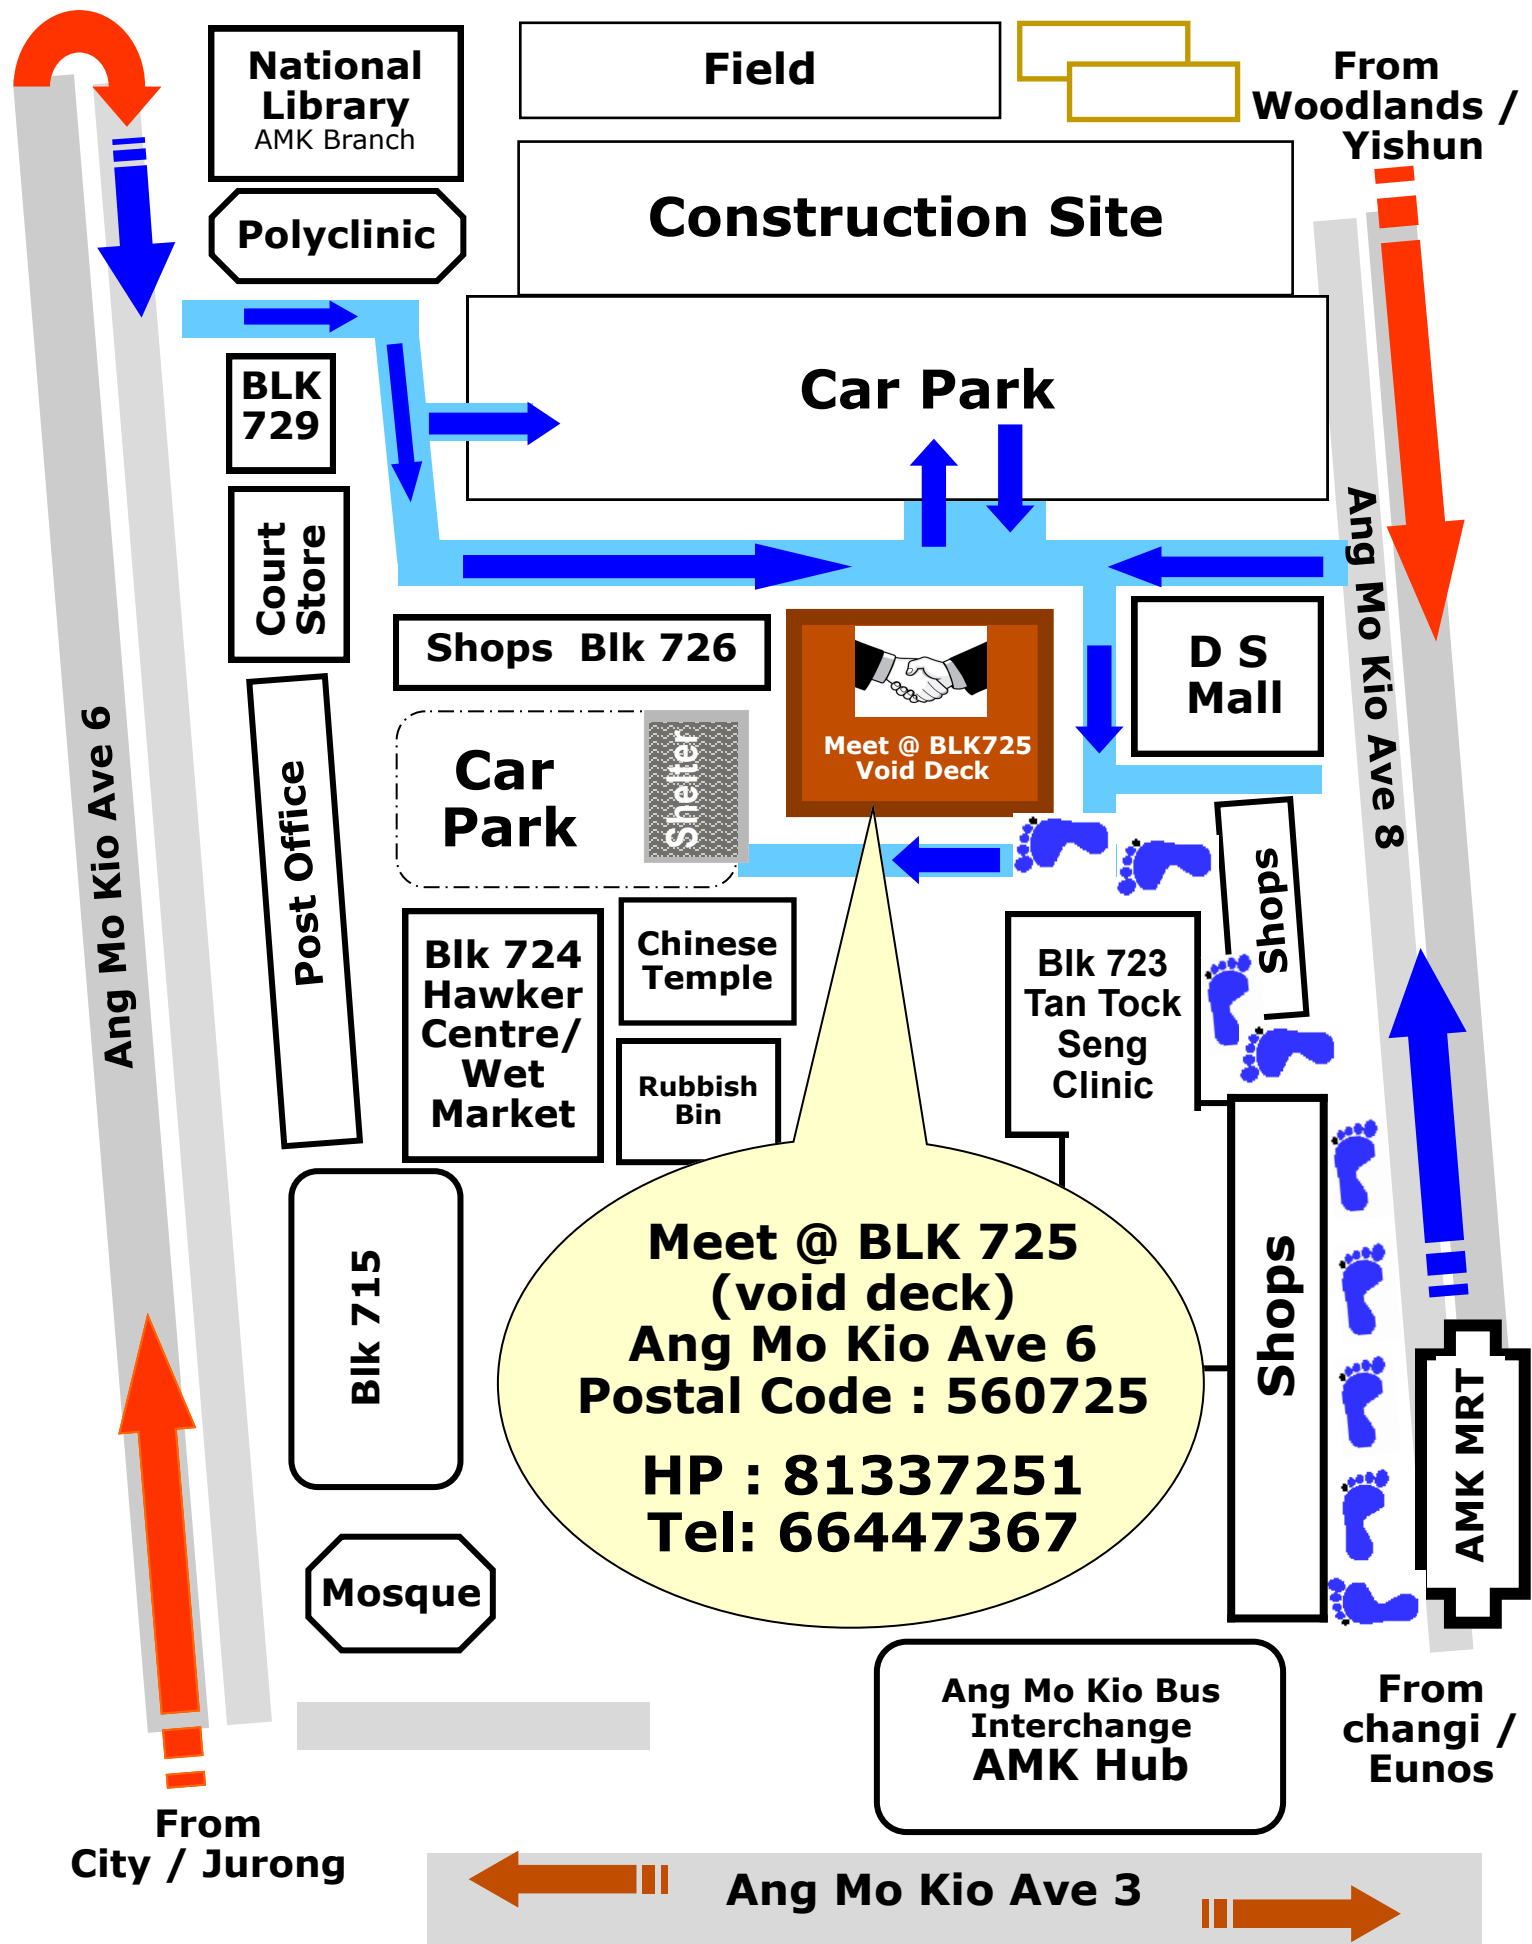 National
Library
AMK Branch
Field
From
Woodlands /
Yishun
Polyclinic
Construction Site
BLK
729
Car Park
Court
Store
Shops Blk 726
Meet @ BLK725
Void Deck
D S
Mall
Ang Mo Kio Ave 8
Ang Mo Kio Ave 6
Post Office
Car
Park
Shelter
Shops
Blk 724
Hawker
Centre/
Wet
Market
Chinese
Temple
Rubbish
Bin
Blk 723
Tan Tock
Seng
Clinic
Blk 715
Meet @ BLK 725
(void deck)
Ang Mo Kio Ave 6
Postal Code : 560725
HP : 81337251
Tel: 66447367
Shops
AMK MRT
Mosque
Ang Mo Kio Bus
Interchange
AMK Hub
From
changi /
Eunos
From
City / Jurong
Ang Mo Kio Ave 3